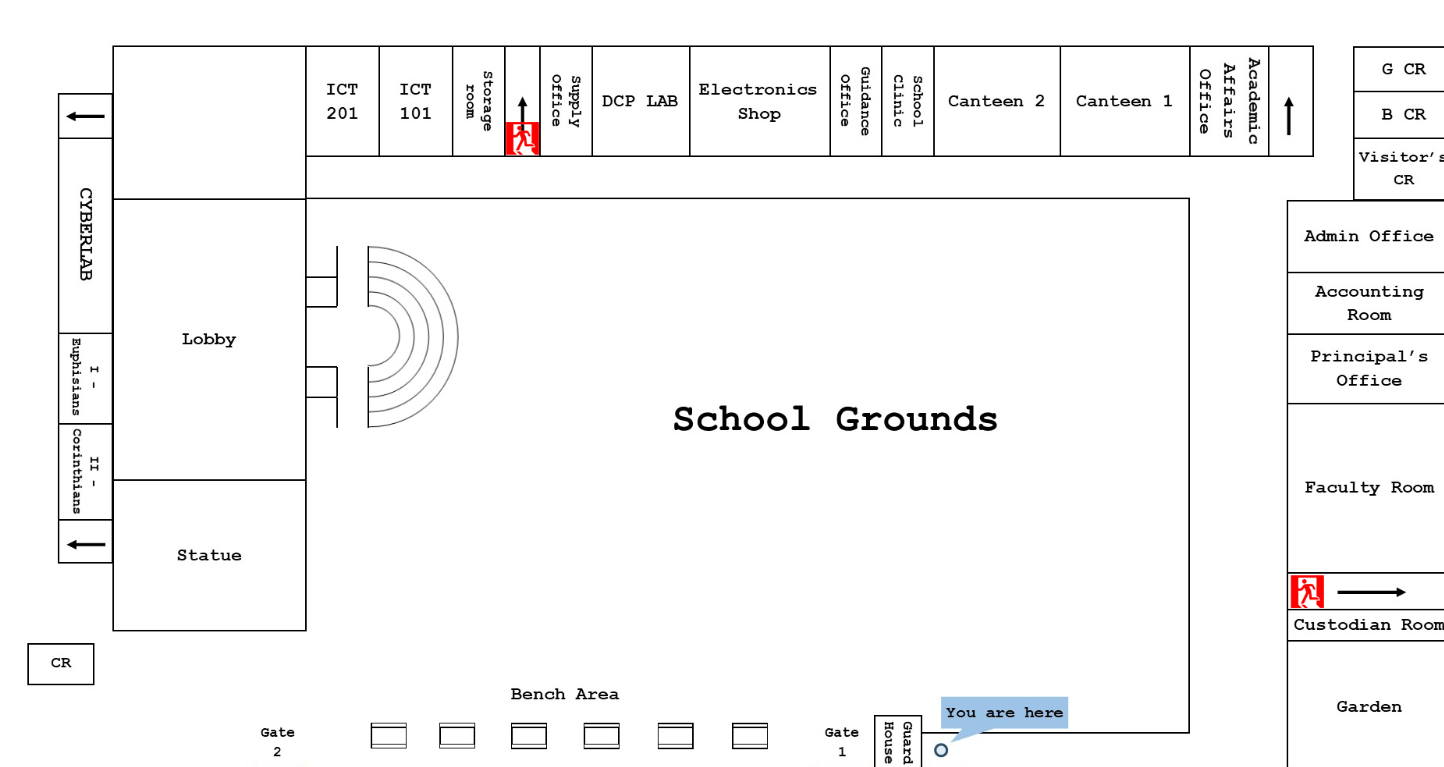 ICT
201
ICT
101
Storage
room
Supply
Office
DCP LAB
Electronics
Shop
Guidance
Office
School
Clinic
Canteen 2
Canteen 1
Academic
Affairs
Office
G CR
B CR
Visitor's
CR
CYBERLAB
I -
Euphisians
II -
Corinthians
Lobby
Statue
CR
School Grounds
Admin Office
Accounting
Room
Principal's
Office
Faculty Room
Custodian Room
Garden
Bench Area
Gate
2
Gate
1
Guard
House
You are here